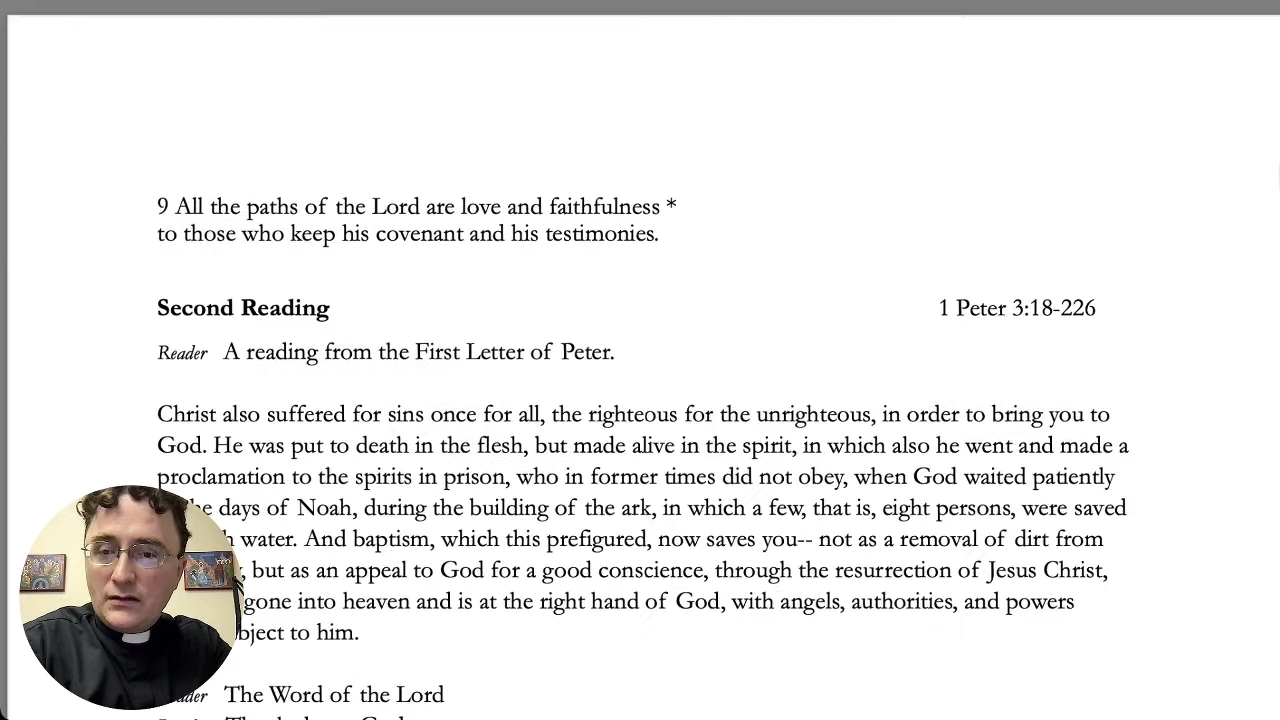 9 All the paths of the Lord are love and faithfulness *
to those who keep his covenant and his testimonies.
Second Reading 1 Peter 3:18-226
Reader A reading from the First Letter of Peter.
Christ also suffered for sins once for all, the righteous for the unrighteous, in order to bring you to
God. He was put to death in the flesh, but made alive in the spirit, in which also he went and made a
proclamation to the spirits in prison, who in former times did not obey, when God waited patiently
days of Noah, during the building of the ark, in which a few, that is, eight persons, were saved
water. And baptism, which this prefigured, now saves you-- not as a removal of dirt from
, but as an appeal to God for a good conscience, through the resurrection of Jesus Christ,
gone into heaven and is at the right hand of God, with angels, authorities, and powers
to him.
The Word of the Lord